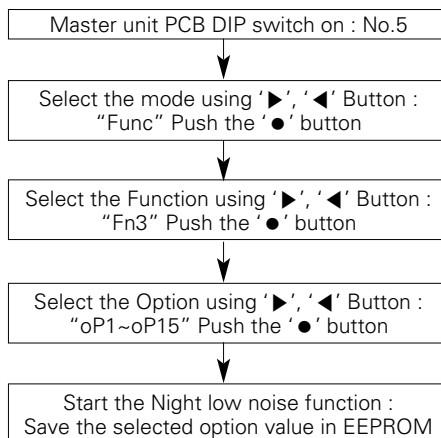 Master unit PCB DIP switch on : No.5
Select the mode using ‘▶’, ‘◀’ Button :
“Func” Push the ‘●’ button
Select the Function using ‘▶’, ‘◀’ Button :
“Fn3” Push the ‘●’ button
Select the Option using ‘▶’, ‘◀’ Button :
“oP1~oP15” Push the ‘●’ button
Start the Night low noise function :
Save the selected option value in EEPROM